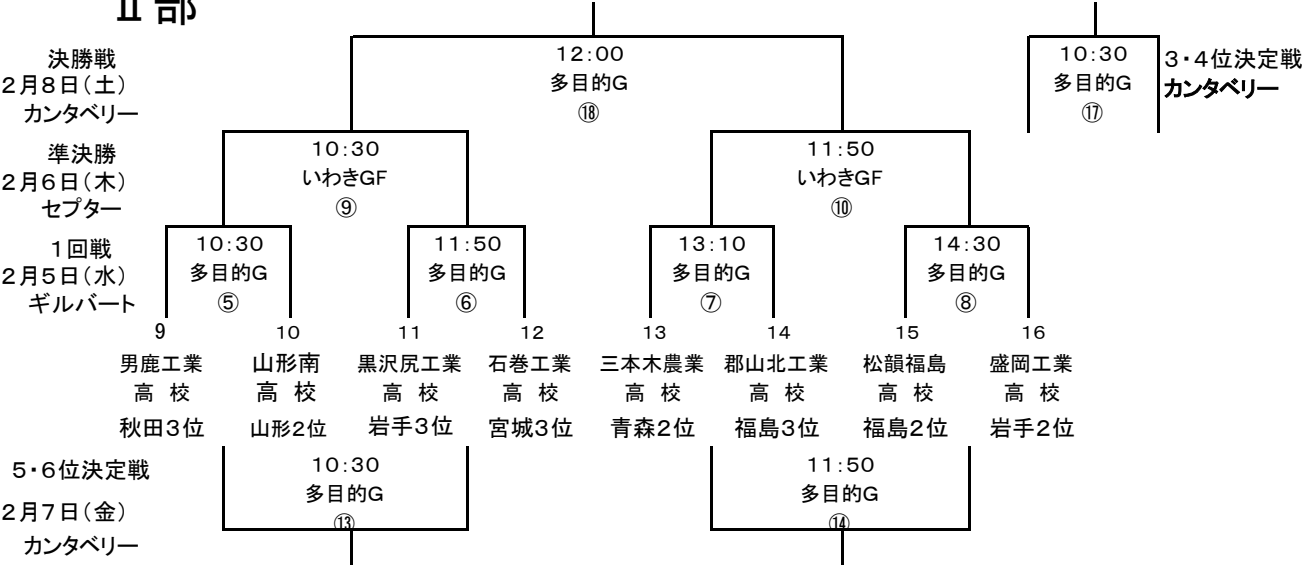 Ⅱ部
決勝戦
2月8日(土)
カンタベリー
12:00
多目的G
⑱
10:30
多目的G
⑰
3・4位決定戦
カンタベリー
準決勝
2月6日(木)
セプター
10:30
いわきGF
⑨
11:50
いわきGF
⑩
1回戦
2月5日(水)
ギルバート
10:30
多目的G
⑤
11:50
多目的G
⑥
13:10
多目的G
⑦
14:30
多目的G
⑧
9 10 11 12 13 14 15 16
男鹿工業 山形南 黒沢尻工業 石巻工業 三本木農業 郡山北工業 松韻福島 盛岡工業
高校 高校 高校 高校 高校 高校 高校 高校
秋田3位 山形2位 岩手3位 宮城3位 青森2位 福島3位 福島2位 岩手2位
5・6位決定戦
2月7日(金)
カンタベリー
10:30
多目的G
⑬
11:50
多目的G
⑭